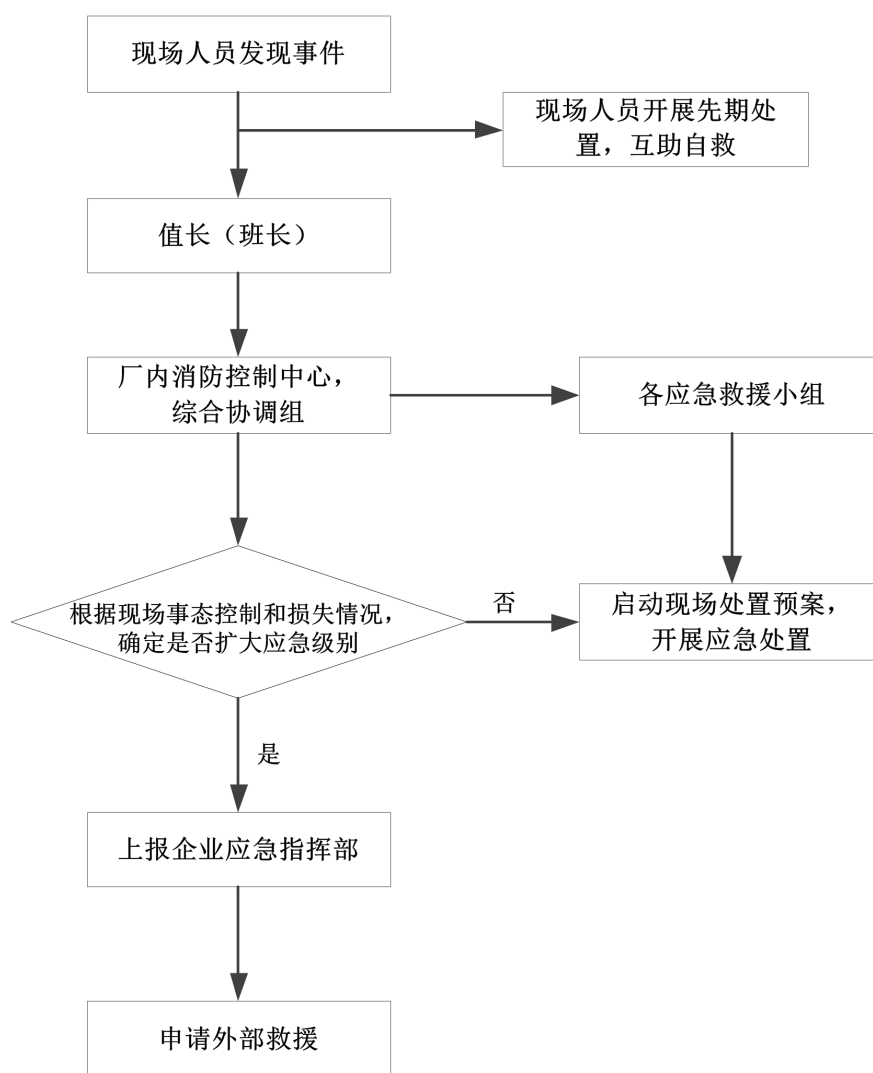 现场人员发现事件
现场人员开展先期处
置，互助自救
值长（班长）
厂内消防控制中心，
综合协调组
各应急救援小组
根据现场事态控制和损失情况，
确定是否扩大应急级别
否
启动现场处置预案，
开展应急处置
是
上报企业应急指挥部
申请外部救援